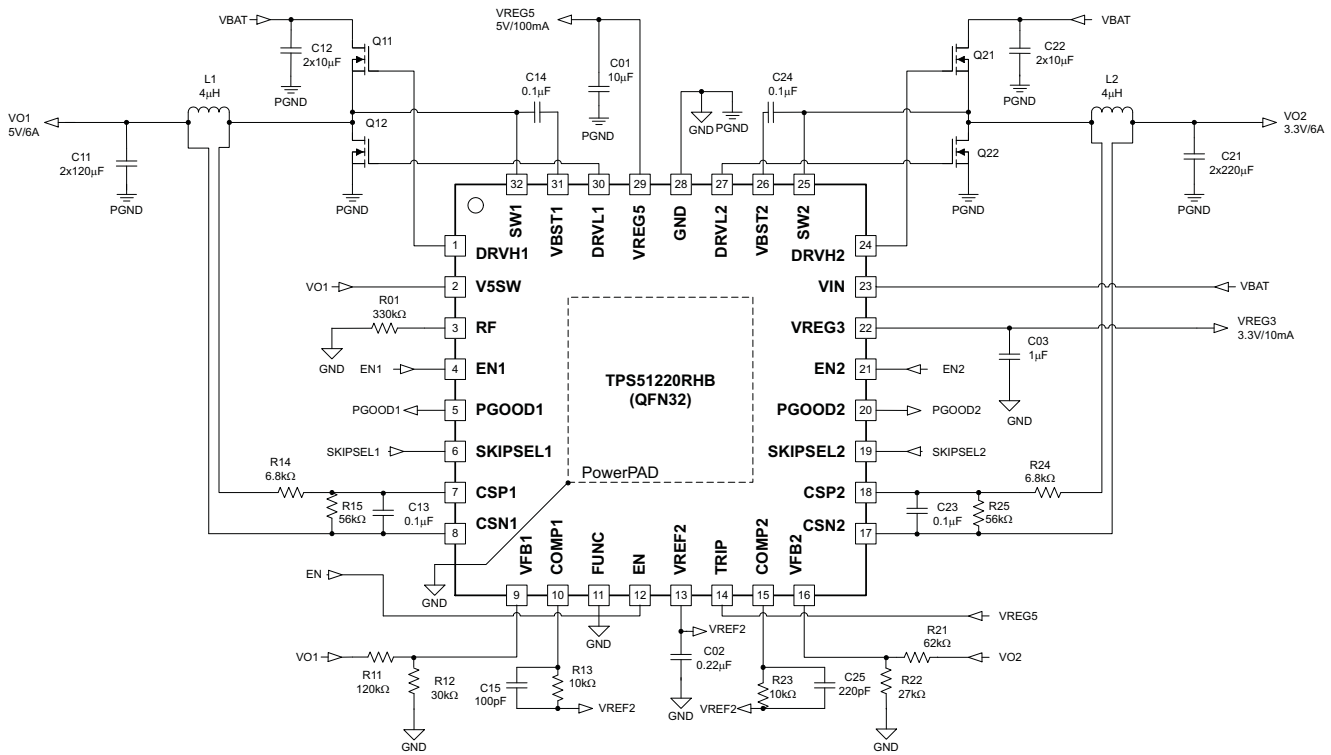 VBAT
VREG5
5V/100mA
VBAT
C12
2x10µF
Q11
C01
10µF
Q21
C22
2x10µF
PGND
L1
4µH
C14
0.1µF
C24
0.1µF
L2
4µH
PGND
PGND
GND
PGND
VO1
5V/6A
Q12
Q22
VO2
3.3V/6A
C11
2x120µF
C21
2x220µF
PGND
PGND
PGND
PGND
32 31 30 29 28 27 26 25
SW1 VBST1 DRVL1 VREG5 GND DRVL2 VBST2 SW2
1 DRVH1
DRVH2 24
VO1 2 V5SW
VIN 23 VBAT
R01
330kΩ
3 RF
GND
VREG3 22
VREG3
3.3V/10mA
C03
1µF
GND
EN1 4 EN1
EN2 21 EN2
TPS51220RHB
(QFN32)
PGOOD1 5 PGOOD1
PGOOD2 20 PGOOD2
SKIPSEL1 6 SKIPSEL1
SKIPSEL2 19 SKIPSEL2
PowerPAD
R14
6.8kΩ
R24
6.8kΩ
7 CSP1
CSP2 18
R15
56kΩ
C13
0.1µF
C23
0.1µF
R25
56kΩ
8 CSN1
CSN2 17
VFB1 COMP1 FUNC EN VREF2 TRIP COMP2 VFB2
GND
9 10 11 12 13 14 15 16
EN
GND
VREF2
VREG5
VO1
R11
120kΩ
R12
30kΩ
GND
C15
100pF
R13
10kΩ
VREF2
C02
0.22µF
GND
R23
10kΩ
C25
220pF
VREF2
R21
62kΩ
VO2
R22
27kΩ
GND